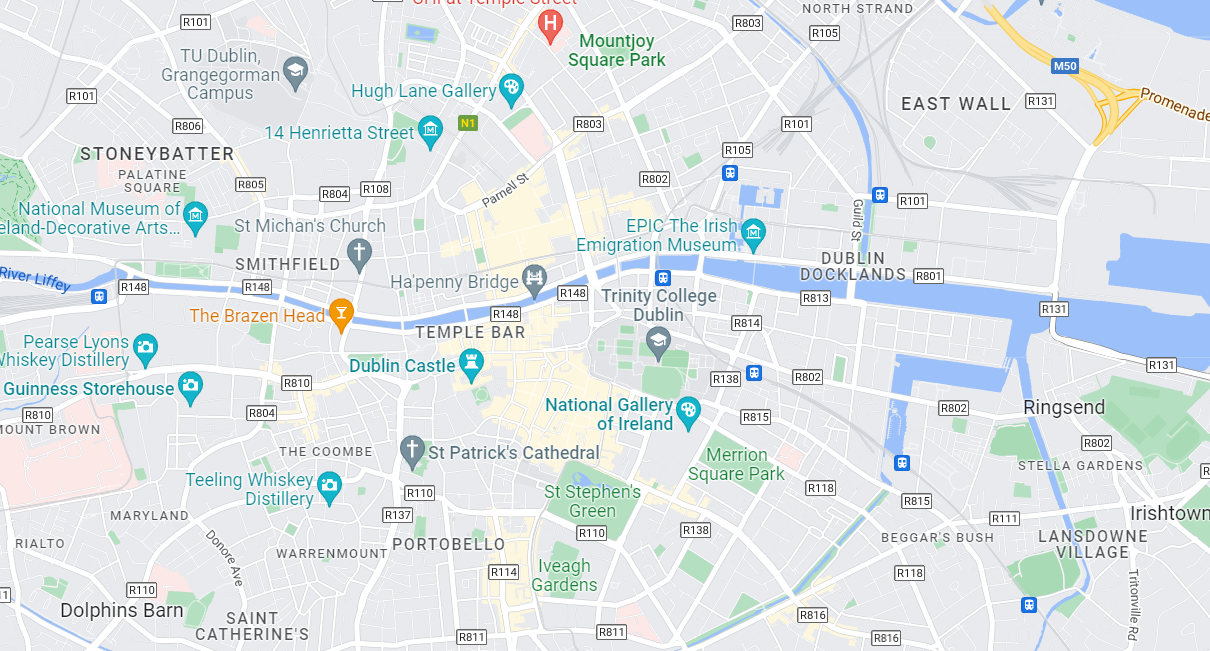 CHI at Temple Street
NORTH STRAND
R101
R803
R105
Mountjoy
Square Park
TU Dublin,
Grangegorman
Campus
M50
Hugh Lane Gallery
R101
EAST WALL
R131
Promenade
R806
14 Henrietta Street
N1
R803
R101
STONEYBATTER
R105
PALATINE
SQUARE
R805
R804
R108
Parnell St
R802
R101
National Museum of
eland-Decorative Arts...
St Michan's Church
EPIC The Irish
Emigration Museum
Guild St
SMITHFIELD
DUBLIN
DOCKLANDS
R801
River Liffey
R148
R148
Ha'penny Bridge
R148
Trinity College
Dublin
R813
R131
The Brazen Head
R148
TEMPLE BAR
R814
Pearse Lyons
Whiskey Distillery
Dublin Castle
R131
Guinness Storehouse
R810
R138
R802
R810
R804
National Gallery
of Ireland
R815
R802
Ringsend
MOUNT BROWN
THE COOMBE
St Patrick's Cathedral
Merrion
Square Park
R802
STELLA GARDENS
Teeling Whiskey
Distillery
R110
St Stephen's
Green
R118
R815
MARYLAND
R137
R110
R138
R111
Irishtown
RIALTO
Donore Ave
WARRENMOUNT
PORTOBELLO
BEGGAR'S BUSH
LANSDOWNE
VILLAGE
R114
Iveagh
Gardens
R118
R110
Tritonville Rd
Dolphins Barn
SAINT
CATHERINE'S
R811
R811
R816
R816